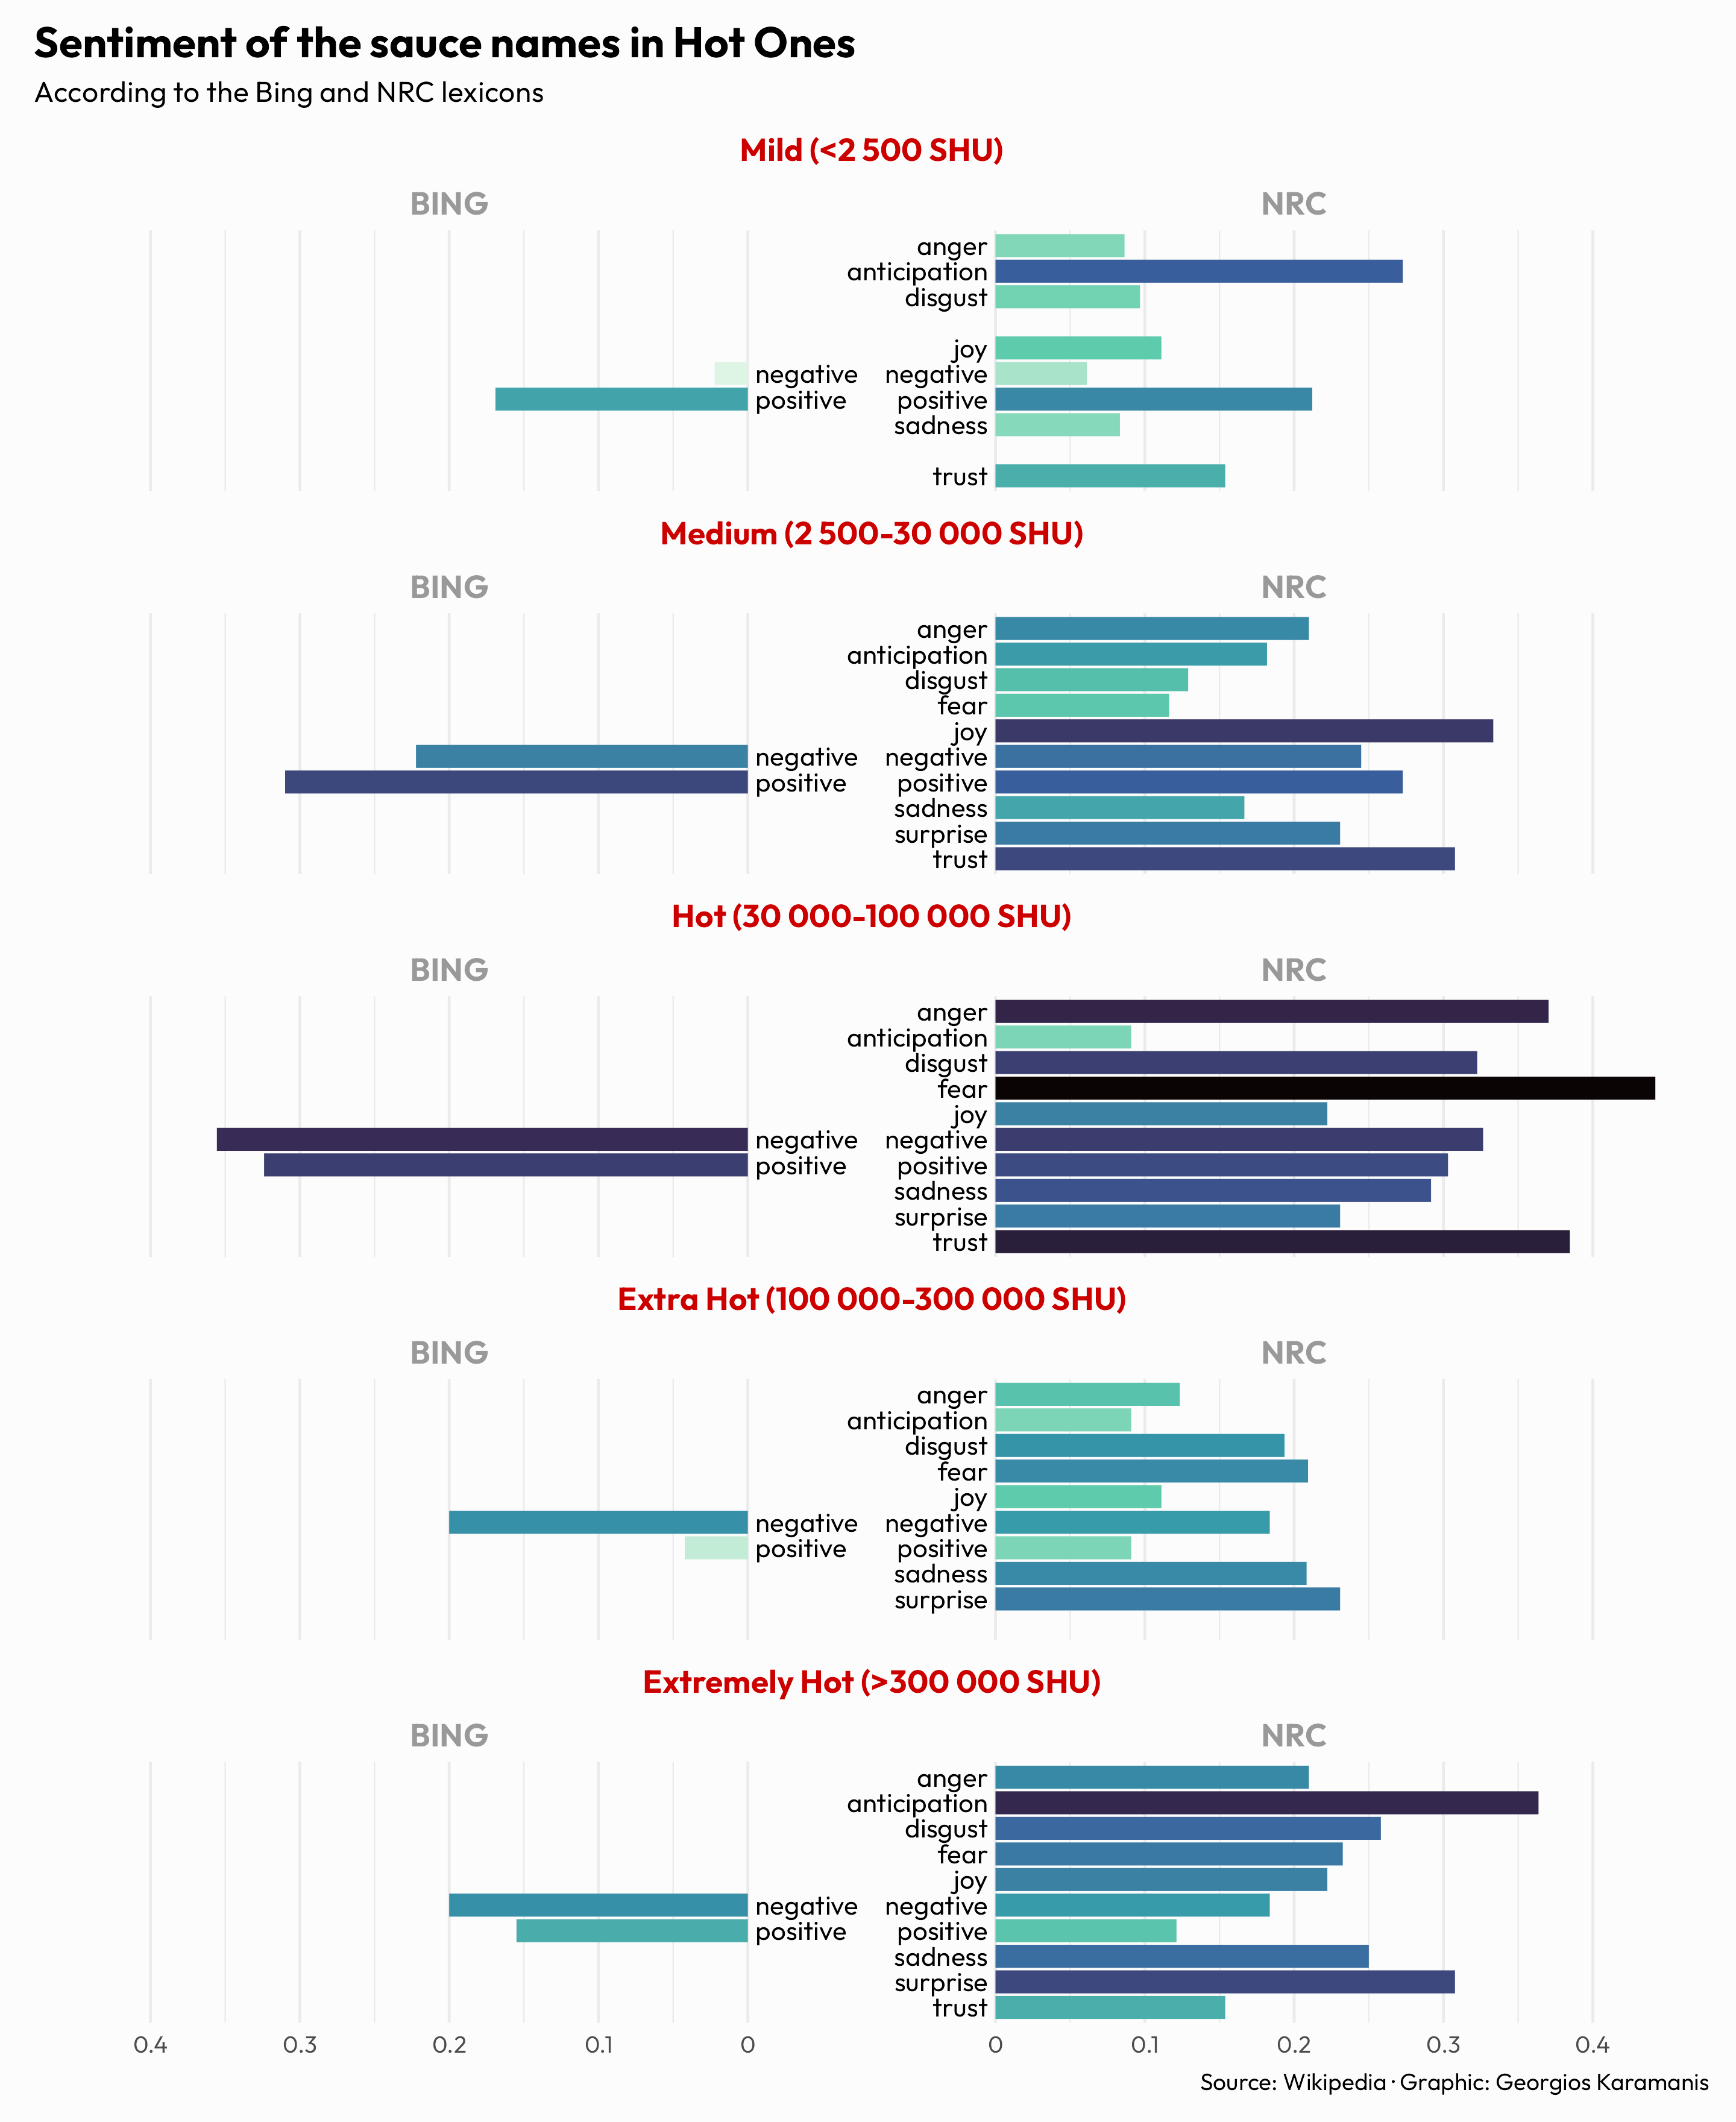 Sentiment of the sauce names in Hot Ones
According to the Bing and NRC lexicons
Mild (<2 500 SHU)
BING
negative
positive
NRC
anger
anticipation
disgust
joy
negative
positive
sadness
trust
Medium (2 500-30 000 SHU)
BING
negative
positive
NRC
anger
anticipation
disgust
fear
joy
negative
positive
sadness
surprise
trust
Hot (30 000-100 000 SHU)
BING
negative
positive
NRC
anger
anticipation
disgust
fear
joy
negative
positive
sadness
surprise
trust
Extra Hot (100 000-300 000 SHU)
BING
negative
positive
NRC
anger
anticipation
disgust
fear
joy
negative
positive
sadness
surprise
Extremely Hot (>300 000 SHU)
BING
negative
positive
0.4 0.3 0.2 0.1 0
NRC
anger
anticipation
disgust
fear
joy
negative
positive
sadness
surprise
trust
0 0.1 0.2 0.3 0.4
Source: Wikipedia · Graphic: Georgios Karamanis